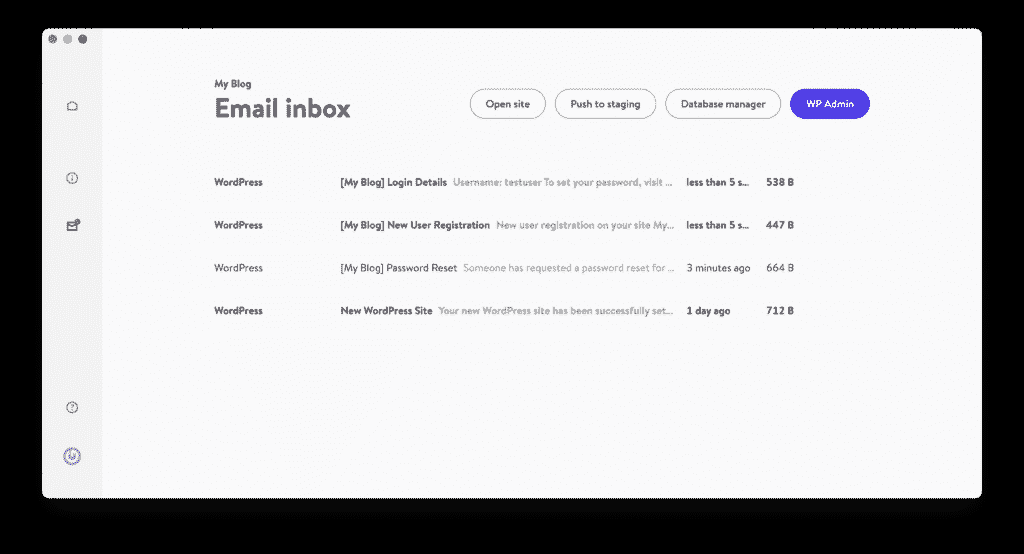 My Blog
Email inbox
Open site
Push to staging
Database manager
WP Admin
WordPress [My Blog] Login Details Username: testuser To set your password, visit ... less than 5 s... 538 B
WordPress [My Blog] New User Registration New user registration on your site My... less than 5 s... 447 B
WordPress [My Blog] Password Reset Someone has requested a password reset for ... 3 minutes ago 664 B
WordPress New WordPress Site Your new WordPress site has been successfully set... 1 day ago 712 B